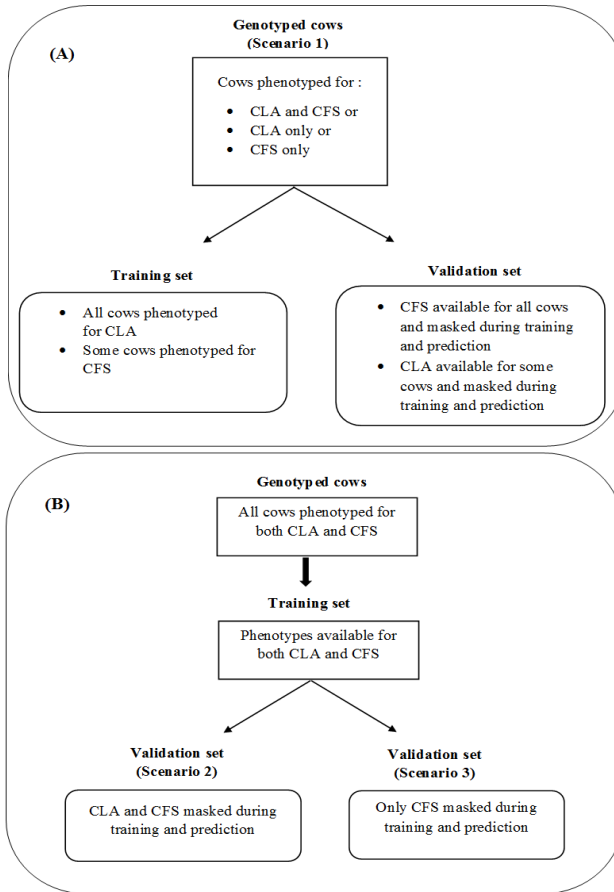 Genotyped cows
(Scenario 1)
(A)
Cows phenotyped for :
• CLA and CFS or
• CLA only or
• CFS only
Training set
• All cows phenotyped
for CLA
• Some cows phenotyped for
CFS
Validation set
• CFS available for all cows
and masked during training
and prediction
• CLA available for some
cows and masked during
training and prediction
Genotyped cows
(B)
All cows phenotyped for
both CLA and CFS
Training set
Phenotypes available for
both CLA and CFS
Validation set
(Scenario 2)
CLA and CFS masked during
training and prediction
Validation set
(Scenario 3)
Only CFS masked during
training and prediction